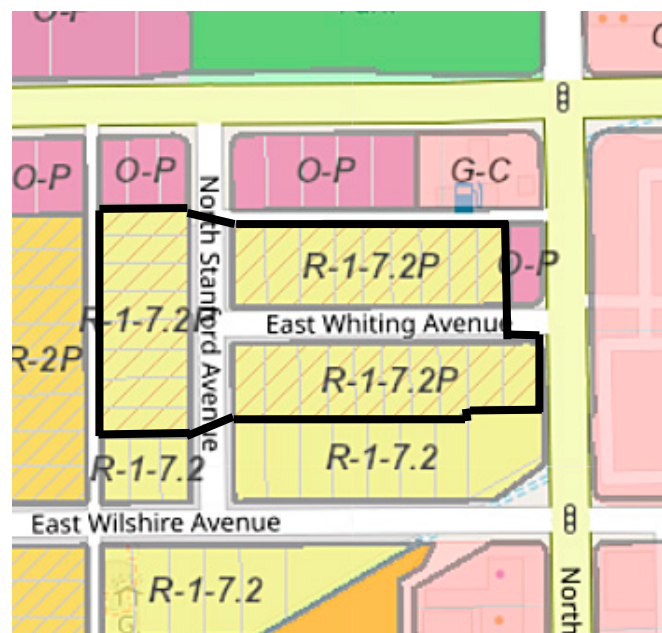 O-P
Park
O-P
O-P
O-P
G-C
North Stanford Avenue
R-1-7.2P
O-P
R-1-7.2P
East Whiting Avenue
R-2P
R-1-7.2P
R-1-7.2
R-1-7.2
East Wilshire Avenue
R-1-7.2
North
G